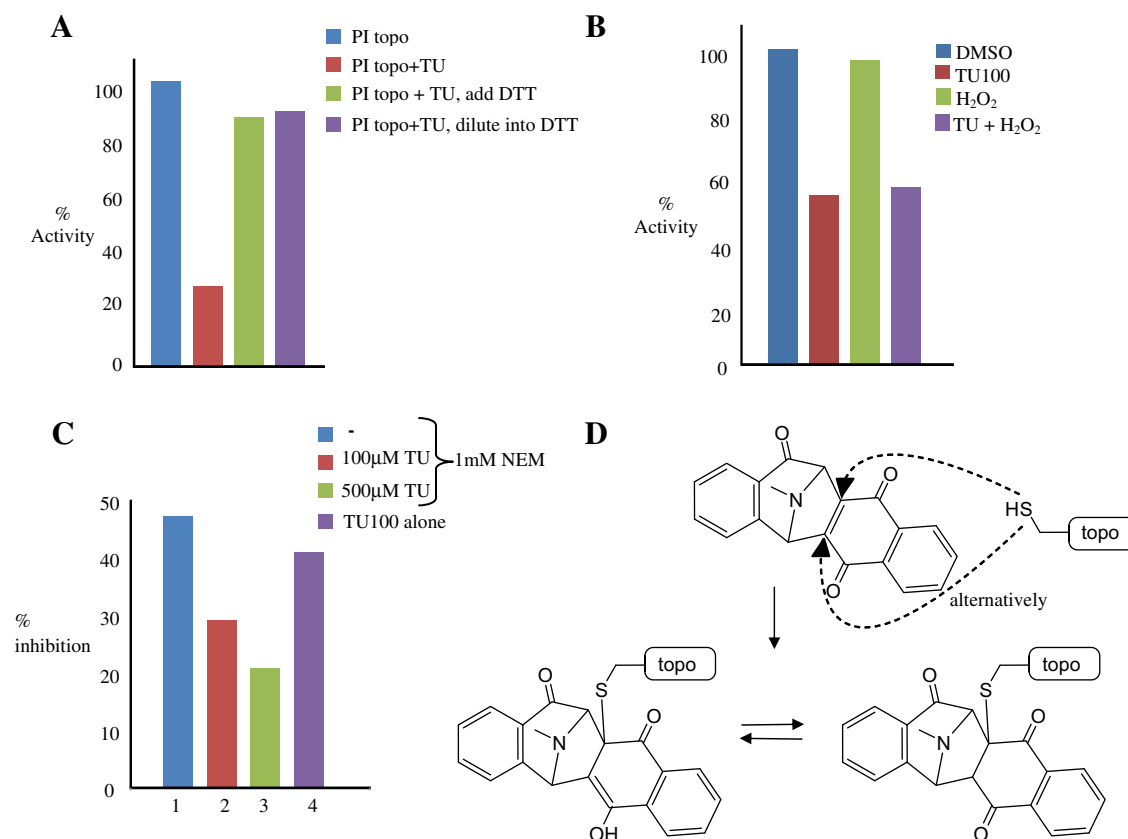 A
PI topo
PI topo+TU
PI topo + TU, add DTT
PI topo+TU, dilute into DTT
100
80
60
40
20
0
%
Activity
B
DMSO
TU100
H₂O₂
TU + H₂O₂
100
80
60
40
20
0
%
Activity
C
-
100μM TU
500μM TU
1mM NEM
TU100 alone
50
40
30
20
10
0
%
inhibition
1 2 3 4
D
O
N
O
O
HS
topo
alternatively
topo
S
O
O
N
OH
topo
S
O
O
N
O